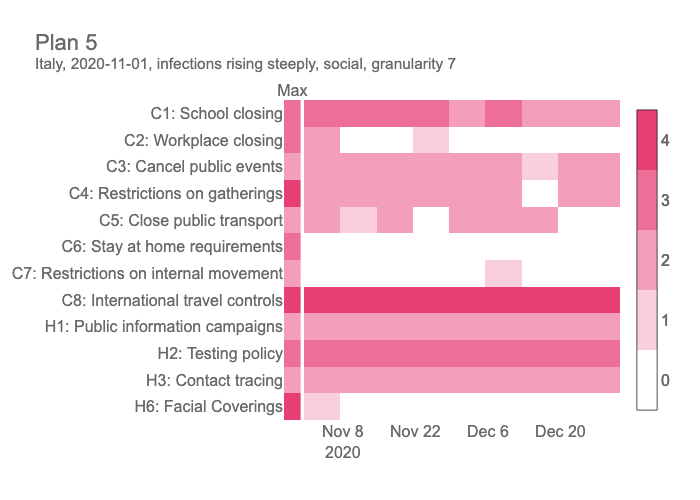 Plan 5
Italy, 2020-11-01, infections rising steeply, social, granularity 7
Max
C1: School closing
C2: Workplace closing
C3: Cancel public events
C4: Restrictions on gatherings
C5: Close public transport
C6: Stay at home requirements
C7: Restrictions on internal movement
C8: International travel controls
H1: Public information campaigns
H2: Testing policy
H3: Contact tracing
H6: Facial Coverings
Nov 8 Nov 22 Dec 6 Dec 20
2020
4
3
2
1
0